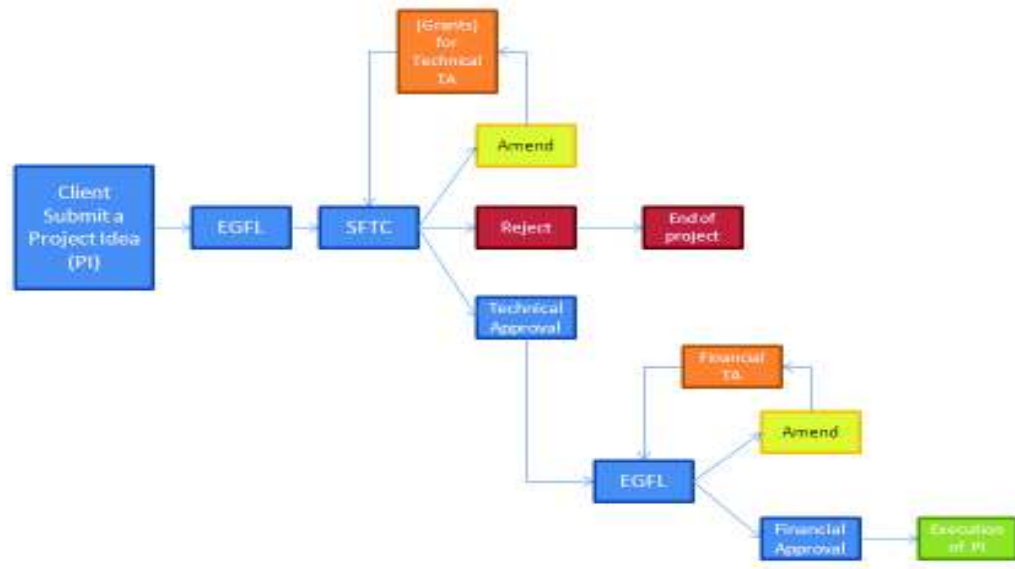 (Grants)
for
Technical
TA
Amend
Client
Submit a
Project Idea
(PI)
EGFL
SFTC
Reject
End of
project
Technical
Approval
Financial
TA
Amend
EGFL
Financial
Approval
Execution
of PI